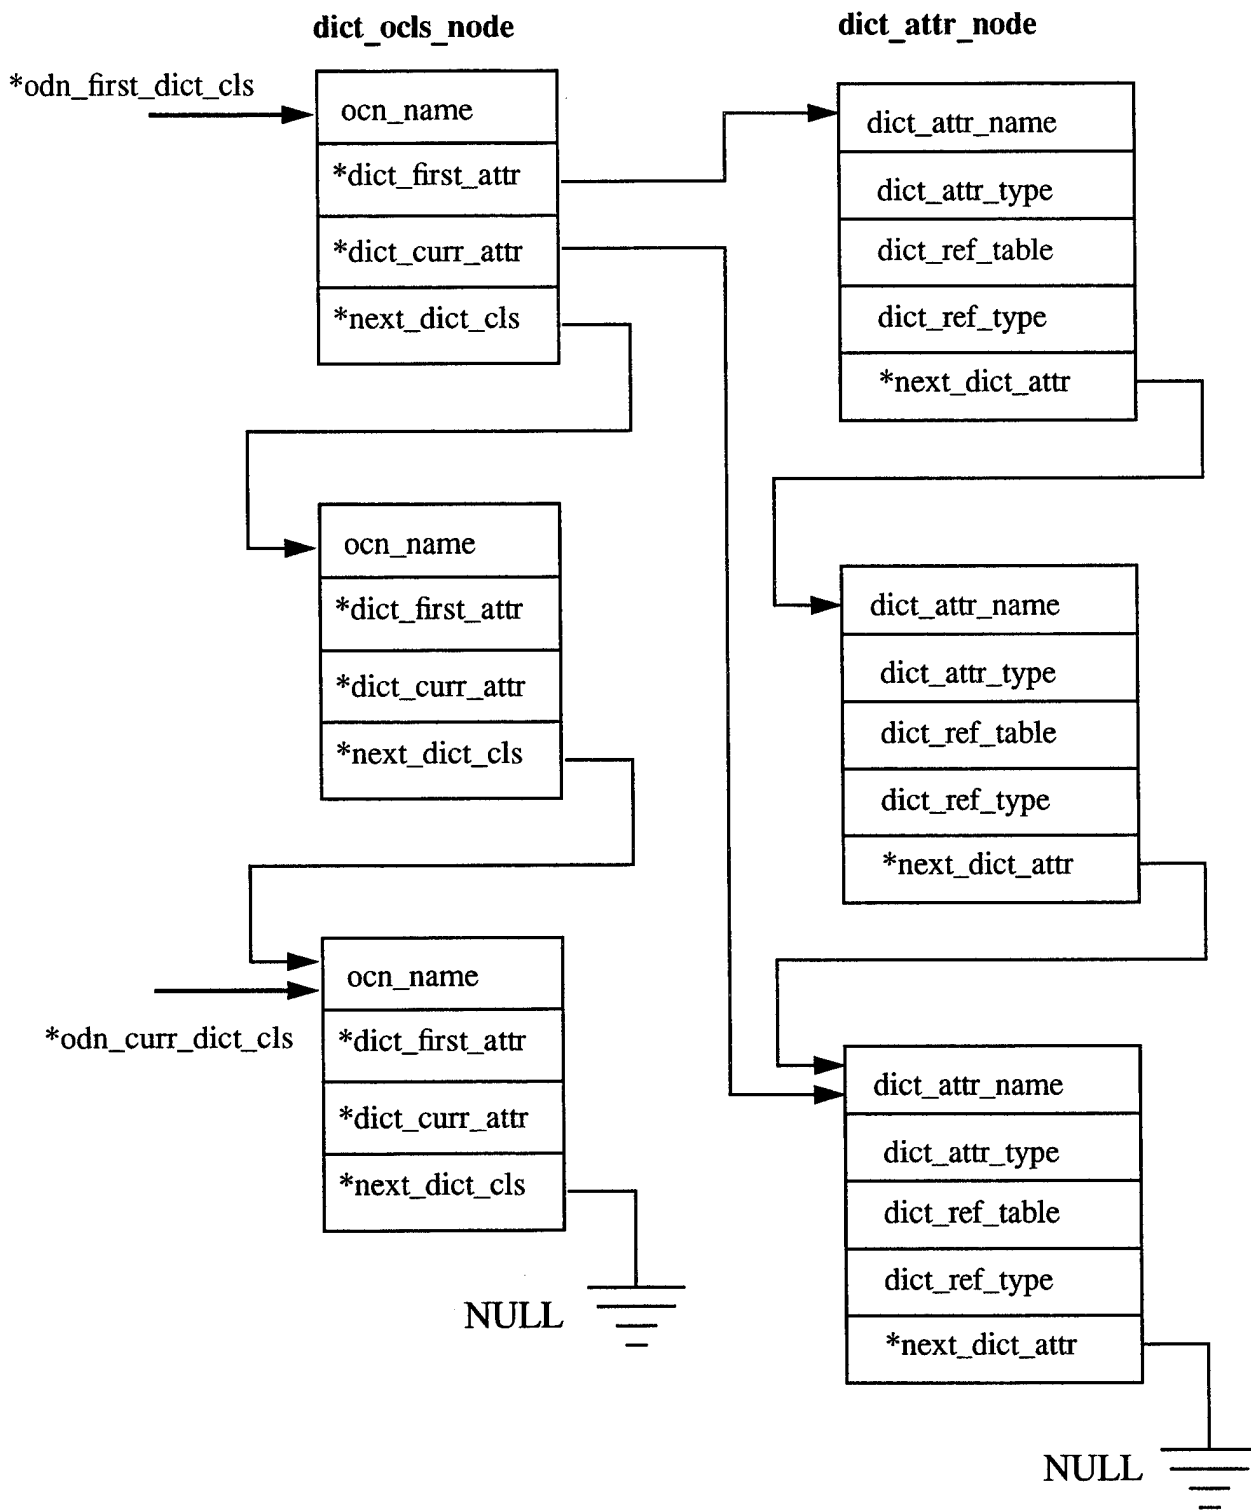 dict_ocls_node
*odn_first_dict_cls
ocn_name
*dict_first_attr
*dict_curr_attr
*next_dict_cls
ocn_name
*dict_first_attr
*dict_curr_attr
*next_dict_cls
ocn_name
*odn_curr_dict_cls
*dict_first_attr
*dict_curr_attr
*next_dict_cls
NULL
dict_attr_node
dict_attr_name
dict_attr_type
dict_ref_table
dict_ref_type
*next_dict_attr
dict_attr_name
dict_attr_type
dict_ref_table
dict_ref_type
*next_dict_attr
dict_attr_name
dict_attr_type
dict_ref_table
dict_ref_type
*next_dict_attr
NULL